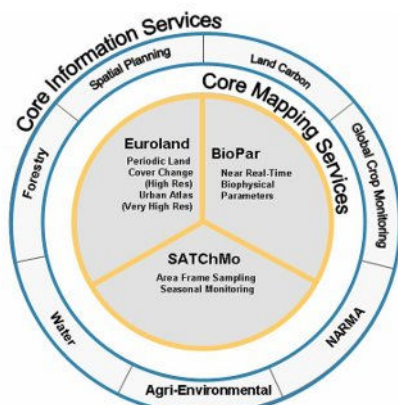 Core Information Services
Spatial Planning
Land Carbon
Core Mapping Services
Global Crop Monitoring
Forestry
Euroland
Periodic Land
Cover Change
(High Res)
Urban Atlas
(Very High Res)
BioPar
Near Real-Time
Biophysical
Parameters
SATChMo
Area Frame Sampling
Seasonal Monitoring
Water
NARMA
Agri-Environmental